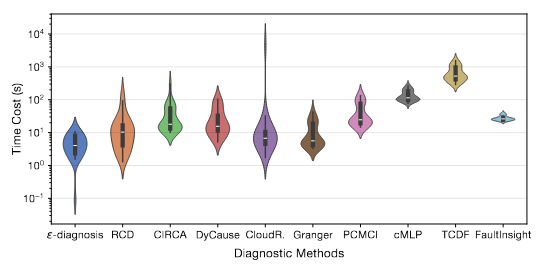 Time Cost (s)
10⁴
10³
10²
10¹
10⁰
10⁻¹
ε-diagnosis RCD CIRCA DyCause CloudR. Granger PCMCI cMLP TCDF FaultInsight
Diagnostic Methods